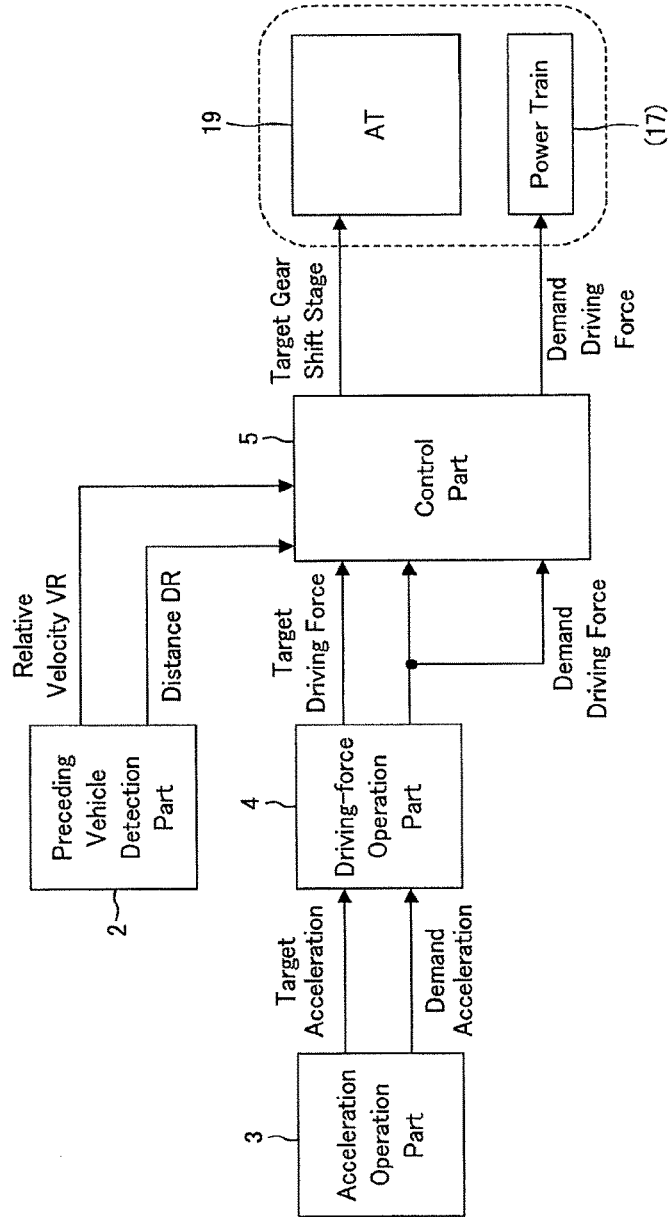 Relative
Velocity VR
Distance DR
Preceding
Vehicle
Detection
Part
2
3
Acceleration
Operation
Part
Target
Acceleration
Demand
Acceleration
4
Driving-force
Operation
Part
Target
Driving Force
Demand
Driving Force
5
Control
Part
Target Gear
Shift Stage
Demand
Driving
Force
19
AT
Power Train
(17)